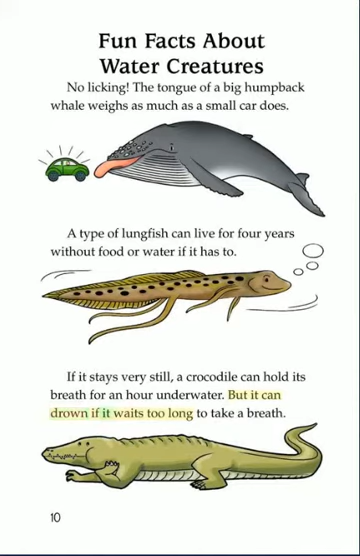 Fun Facts About
Water Creatures
No licking! The tongue of a big humpback
whale weighs as much as a small car does.
A type of lungfish can live for four years
without food or water if it has to.
If it stays very still, a crocodile can hold its
breath for an hour underwater. But it can
drown if it waits too long to take a breath.
10